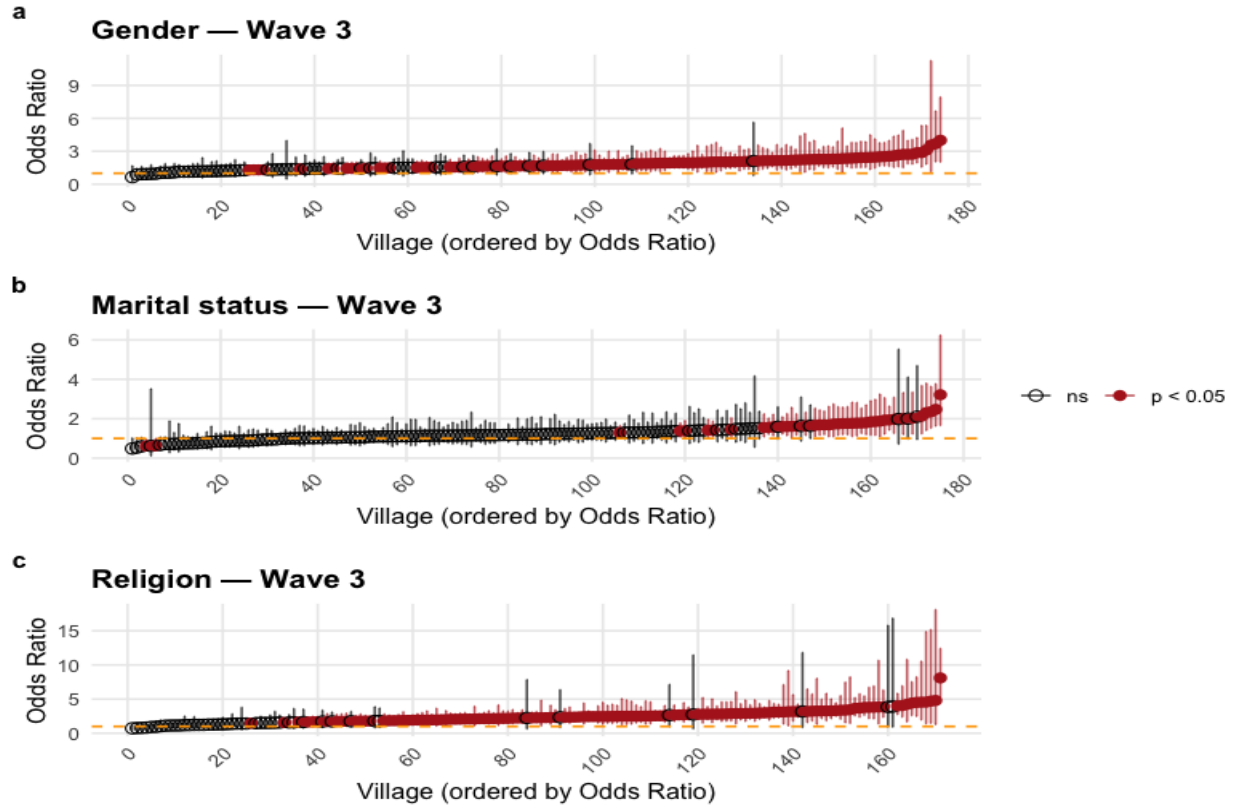 a
Gender — Wave 3
Odds Ratio
9
6
3
0
0 20 40 60 80 100 120 140 160 180
Village (ordered by Odds Ratio)
b
Marital status — Wave 3
Odds Ratio
6
4
2
0
0 20 40 60 80 100 120 140 160 180
Village (ordered by Odds Ratio)
ns p < 0.05
c
Religion — Wave 3
Odds Ratio
15
10
5
0
0 20 40 60 80 100 120 140 160
Village (ordered by Odds Ratio)